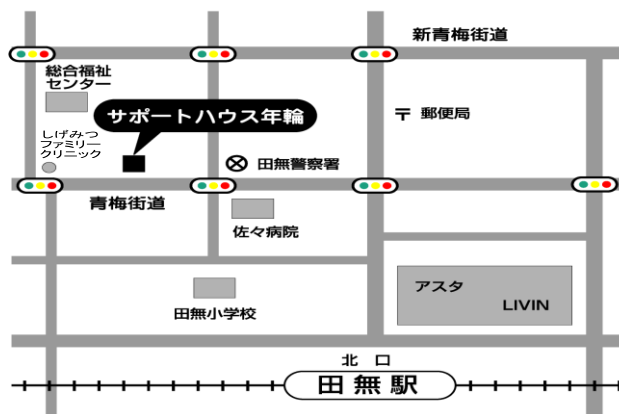 新青梅街道
総合福祉
センター
サポートハウス年輪
〒 郵便局
しげみつ
ファミリー
クリニック
田無警察署
青梅街道
佐々病院
アスタ
LIVIN
田無小学校
北口
田無駅